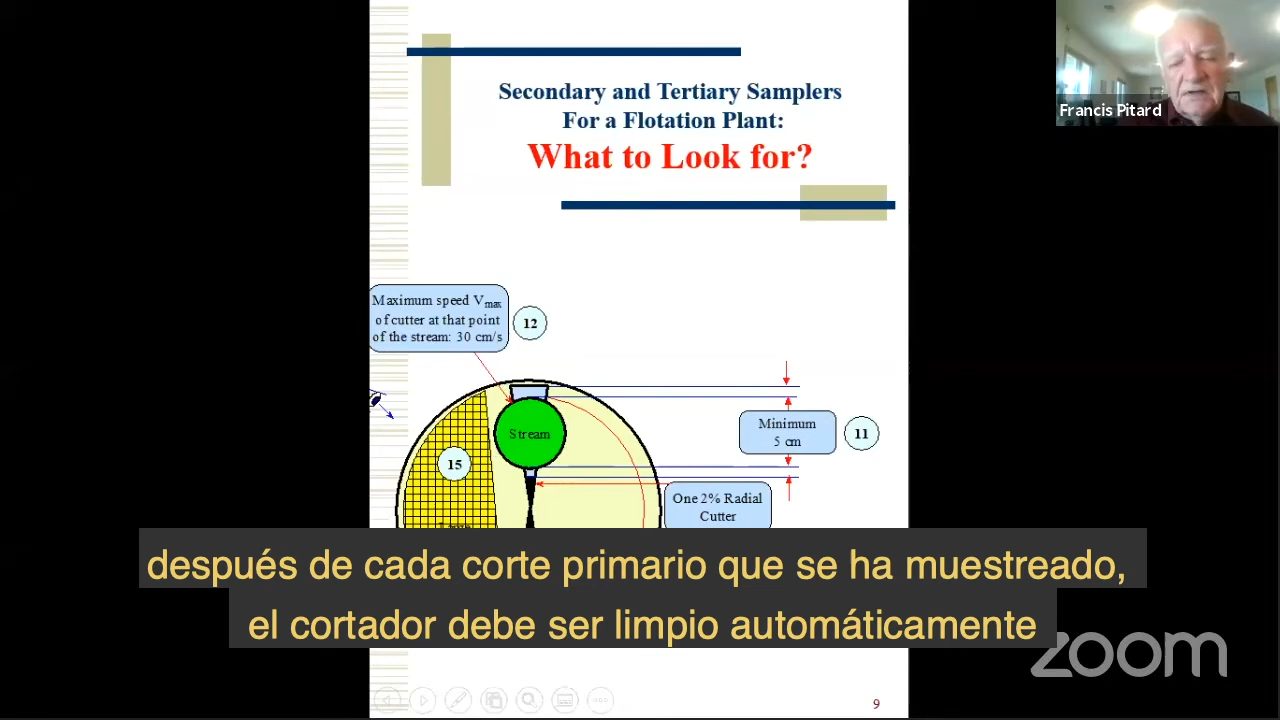 Francis Pitard
Secondary and Tertiary Samplers
For a Flotation Plant:
What to Look for?
Maximum speed Vmax
of cutter at that point
of the stream: 30 cm/s
12
Stream
15
Minimum
5 cm
11
One 2% Radial
Cutter
después de cada corte primario que se ha muestreado,
el cortador debe ser limpio automáticamente
zoom
9